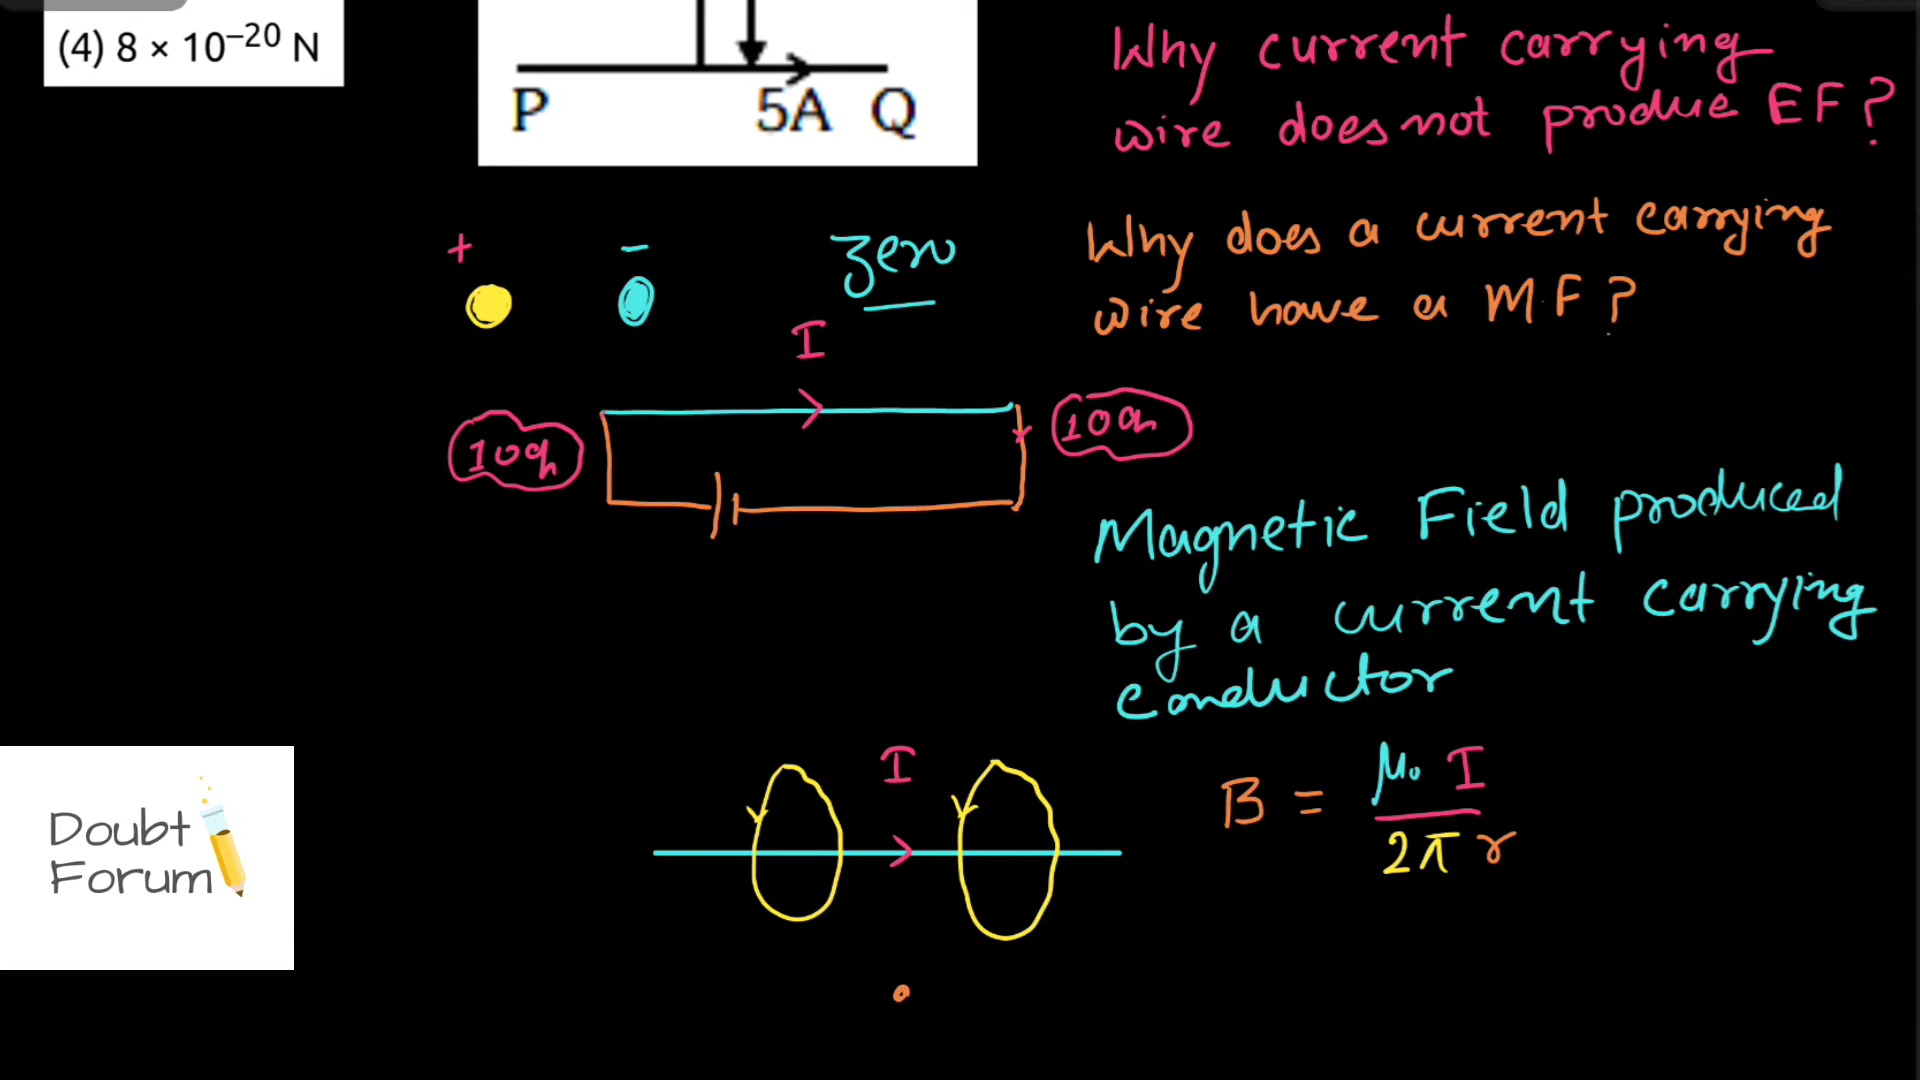 (4) 8 × 10⁻²⁰ N
P 5A Q
Why current carrying
wire does not produce EF?
Why does a current carrying
wire have a M.F?
+ - zero
I
10q 10q
Magnetic Field produced
by a current carrying
conductor
I
B = μ₀ I / 2π r
Doubt
Forum